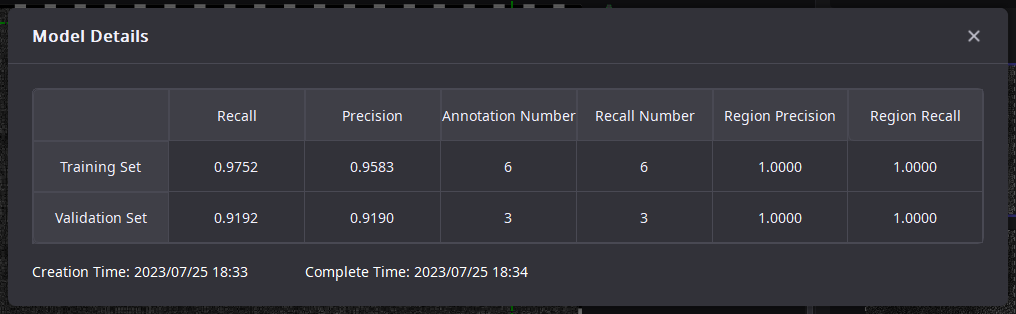 Model Details
Recall Precision Annotation Number Recall Number Region Precision Region Recall
Training Set 0.9752 0.9583 6 6 1.0000 1.0000
Validation Set 0.9192 0.9190 3 3 1.0000 1.0000
Creation Time: 2023/07/25 18:33 Complete Time: 2023/07/25 18:34